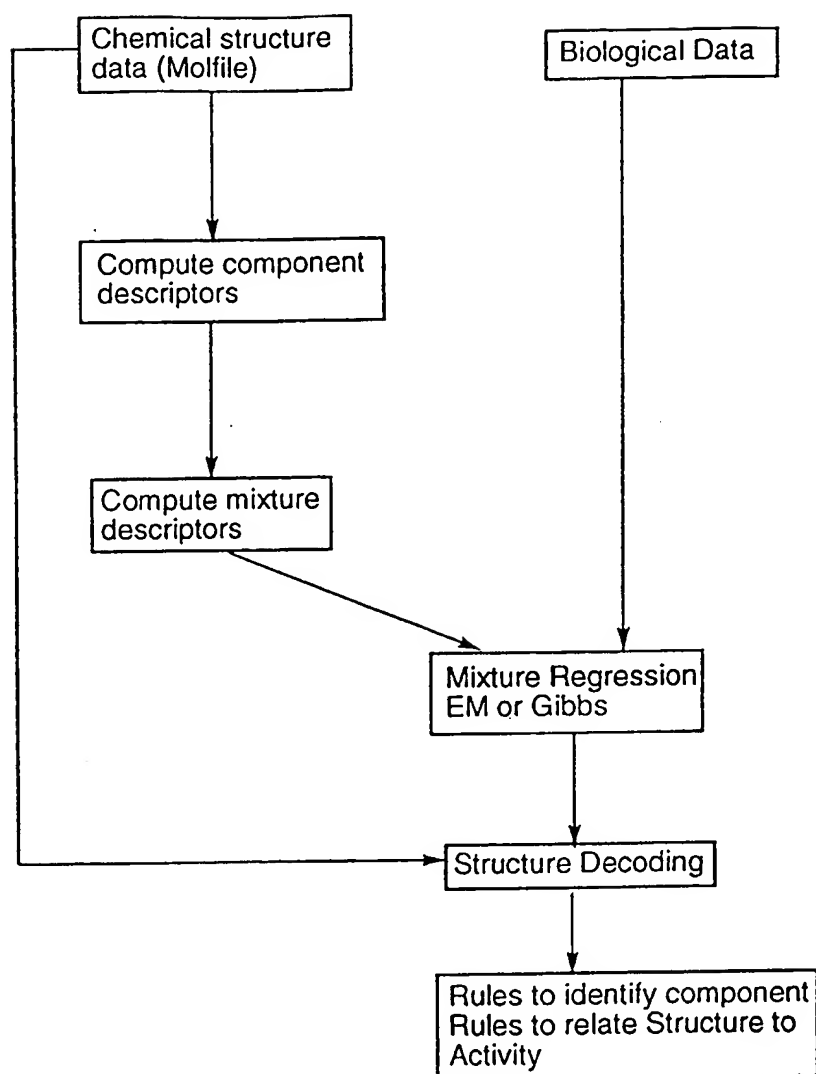 Chemical structure
data (Molfile)
Biological Data
Compute component
descriptors
Compute mixture
descriptors
Mixture Regression
EM or Gibbs
Structure Decoding
Rules to identify component
Rules to relate Structure to
Activity